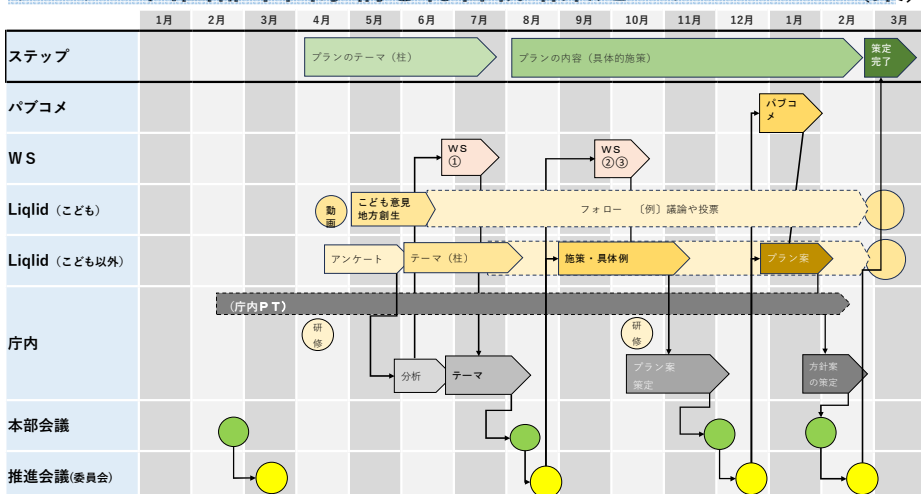 1月 2月 3月 4月 5月 6月 7月 8月 9月 10月 11月 12月 1月 2月 3月
ステップ
プランのテーマ（柱）
プランの内容（具体的施策）
策定
完了
パブコメ
パブコ
メ
ＷＳ
ＷＳ
①
ＷＳ
②③
Liqlid（こども）
動
画
こども意見
地方創生
フォロー　〔例〕議論や投票
Liqlid（こども以外）
アンケート
テーマ（柱）
施策・具体例
プラン案
庁内
（庁内ＰＴ）
研
修
研
修
分析
テーマ
プラン案
策定
方針案
の策定
本部会議
推進会議(委員会)